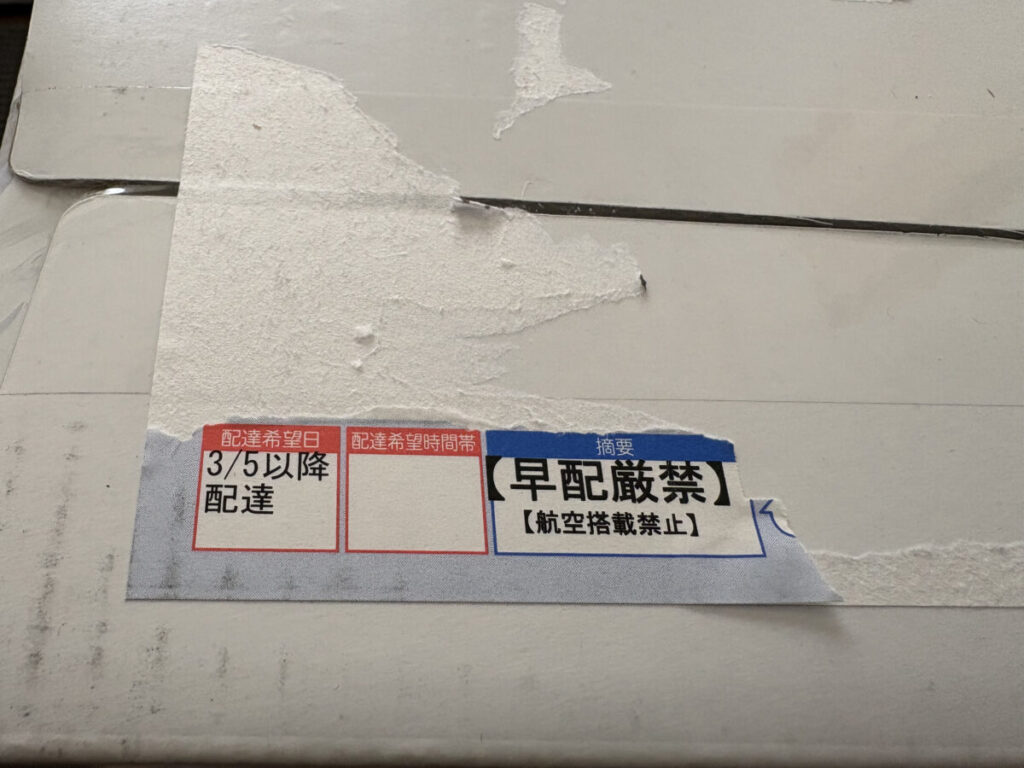 配達希望日
3/5以降
配達
配達希望時間帯
摘要
【早配厳禁】
【航空搭載禁止】